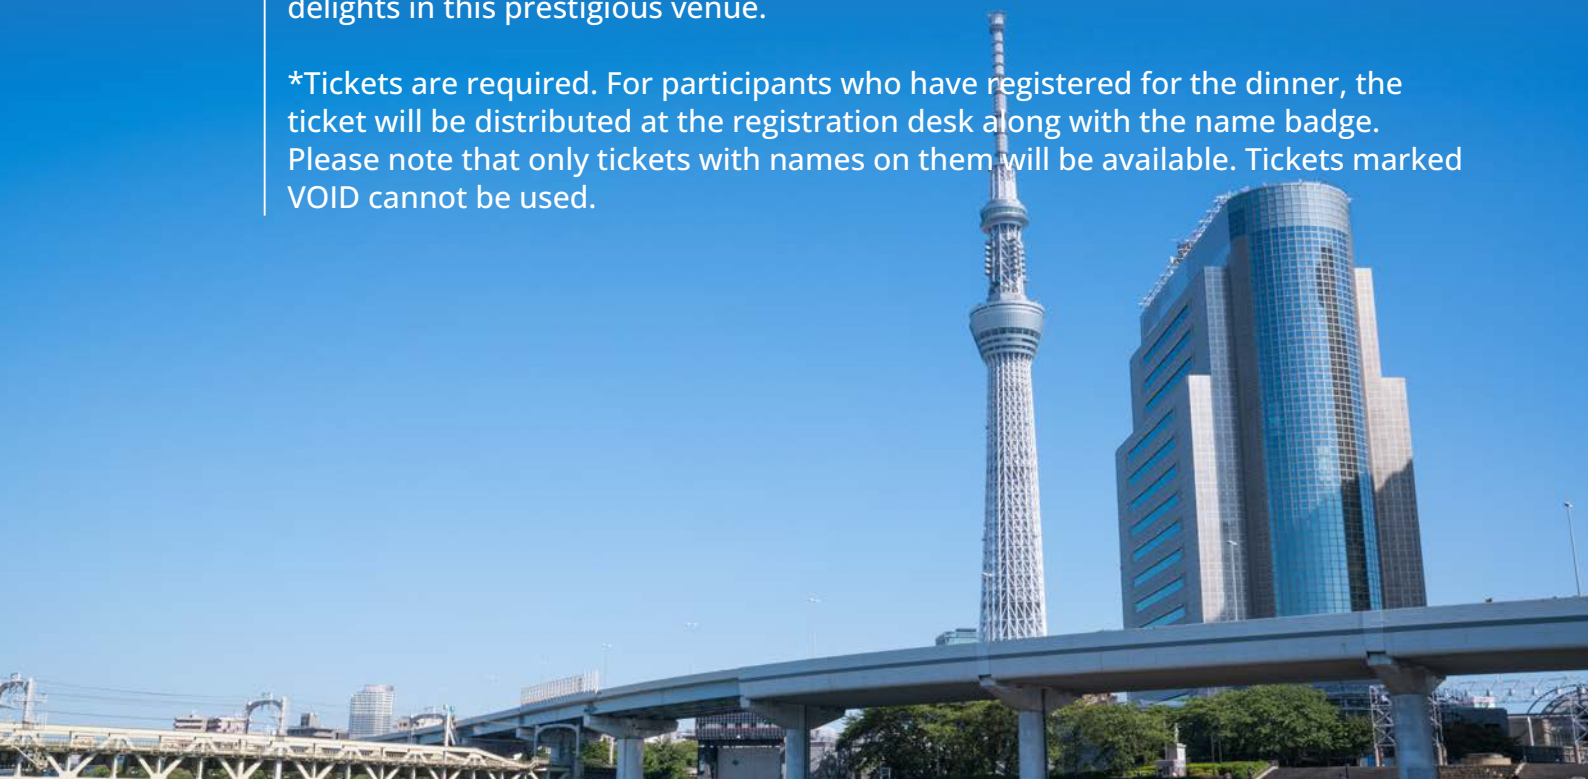 delights in this prestigious venue.
*Tickets are required. For participants who have registered for the dinner, the
ticket will be distributed at the registration desk along with the name badge.
Please note that only tickets with names on them will be available. Tickets marked
VOID cannot be used.